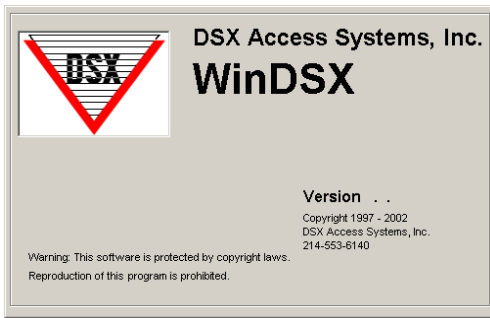 DSX
DSX Access Systems, Inc.
WinDSX
Version . .
Copyright 1997 - 2002
DSX Access Systems, Inc.
214-553-6140
Warning: This software is protected by copyright laws.
Reproduction of this program is prohibited.